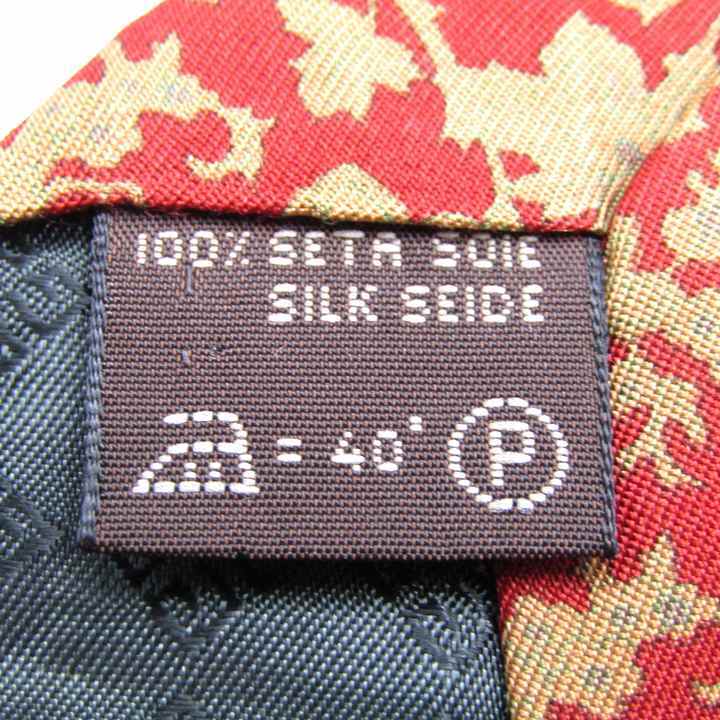 100% SETA SOIE
SILK SEIDE
= 40°
P